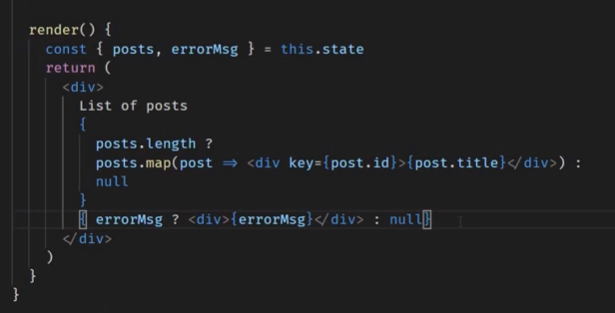 render() {
const { posts, errorMsg } = this.state
return (
<div>
List of posts
{
posts.length ?
posts.map(post => <div key={post.id}>{post.title}</div>) :
null
}
{ errorMsg ? <div>{errorMsg}</div> : null}
</div>
)
}
}